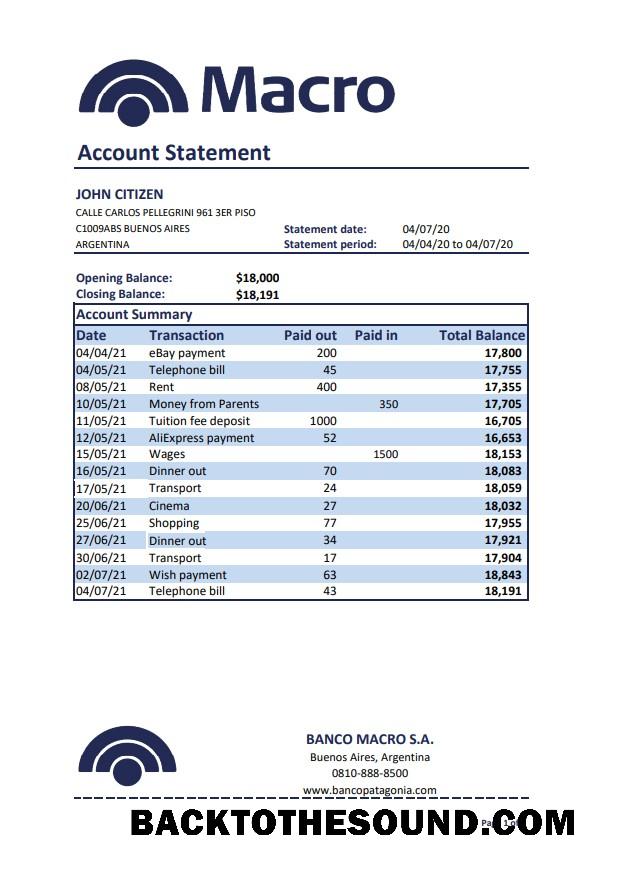 Macro
Account Statement
JOHN CITIZEN
CALLE CARLOS PELLEGRINI 961 3ER PISO
C1009ABS BUENOS AIRES Statement date: 04/07/20
ARGENTINA Statement period: 04/04/20 to 04/07/20
Opening Balance: $18,000
Closing Balance: $18,191
Account Summary
Date Transaction Paid out Paid in Total Balance
04/04/21 eBay payment 200 17,800
04/05/21 Telephone bill 45 17,755
08/05/21 Rent 400 17,355
10/05/21 Money from Parents 350 17,705
11/05/21 Tuition fee deposit 1000 16,705
12/05/21 AliExpress payment 52 16,653
15/05/21 Wages 1500 18,153
16/05/21 Dinner out 70 18,083
17/05/21 Transport 24 18,059
20/06/21 Cinema 27 18,032
25/06/21 Shopping 77 17,955
27/06/21 Dinner out 34 17,921
30/06/21 Transport 17 17,904
02/07/21 Wish payment 63 18,843
04/07/21 Telephone bill 43 18,191
BANCO MACRO S.A.
Buenos Aires, Argentina
0810-888-8500
www.bancopatagonia.com
BACKTOTHESOUND.COM